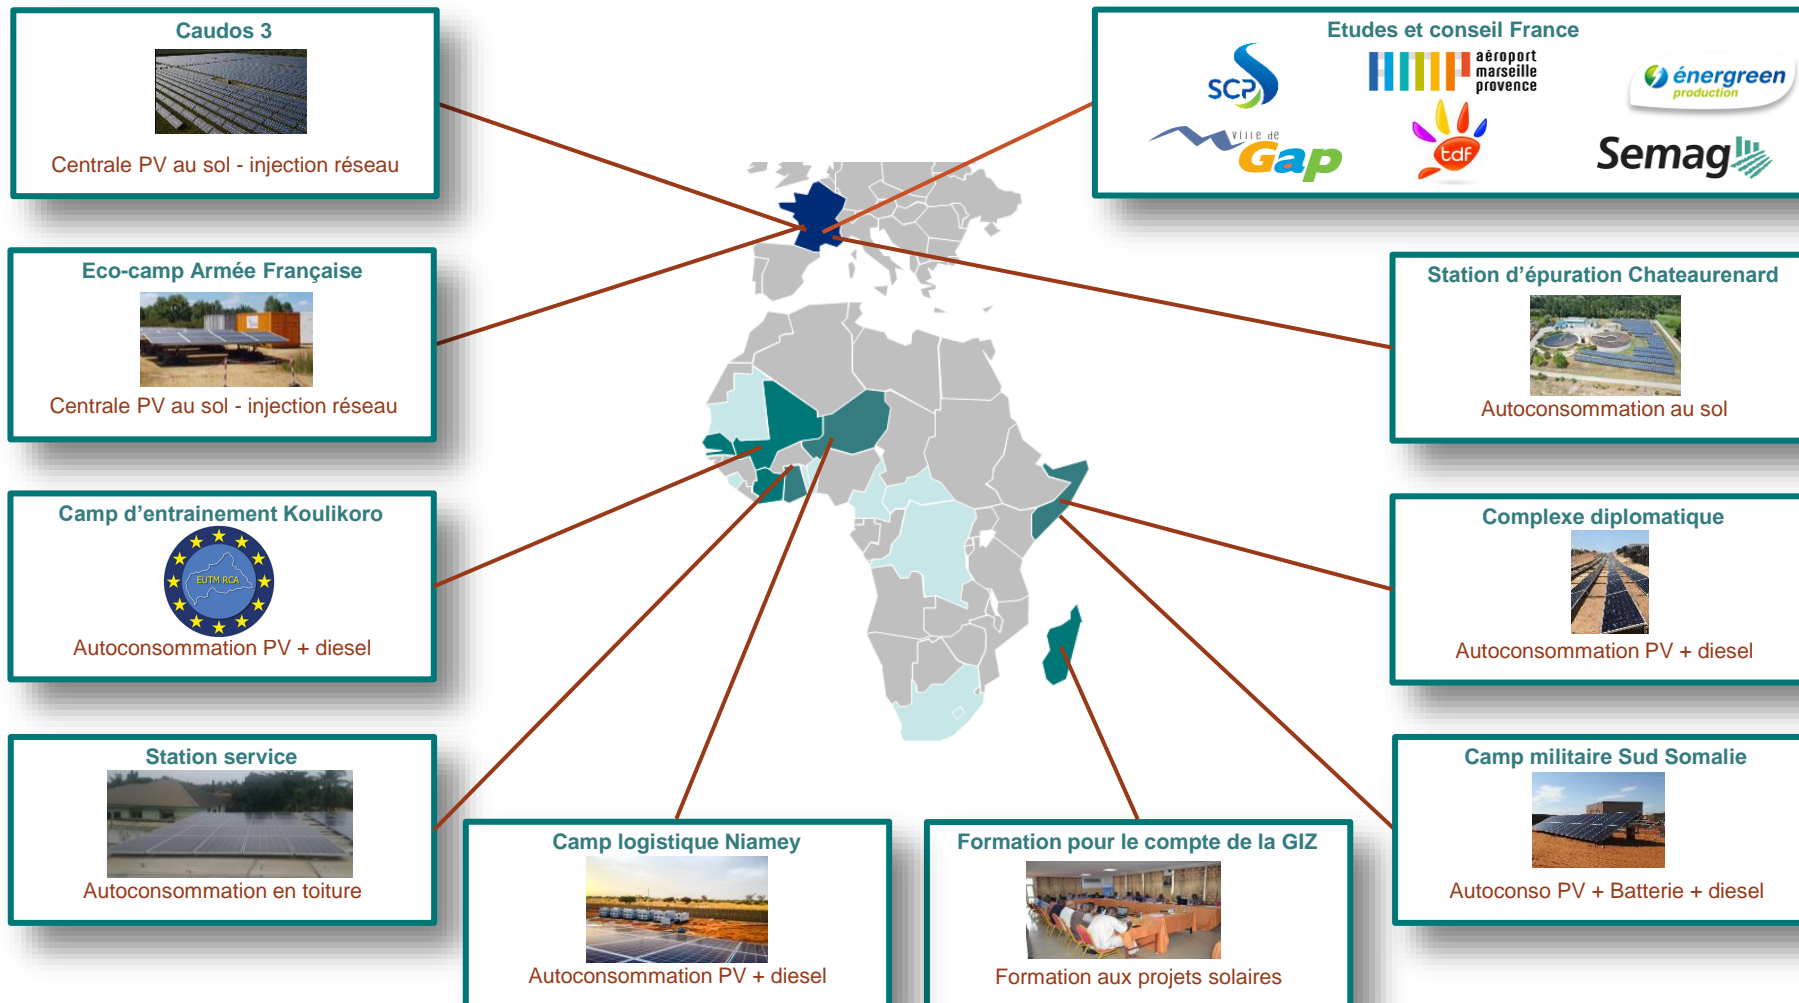 Caudos 3
Centrale PV au sol - injection réseau
Etudes et conseil France
SCP
aéroport
marseille
provence
énergreen
production
ville de
Gap
tdf
Semag
Eco-camp Armée Française
Centrale PV au sol - injection réseau
Station d’épuration Chateaurenard
Autoconsommation au sol
Camp d’entrainement Koulikoro
EUTM RCA
Autoconsommation PV + diesel
Complexe diplomatique
Autoconsommation PV + diesel
Station service
Autoconsommation en toiture
Camp logistique Niamey
Autoconsommation PV + diesel
Formation pour le compte de la GIZ
Formation aux projets solaires
Camp militaire Sud Somalie
Autoconso PV + Batterie + diesel